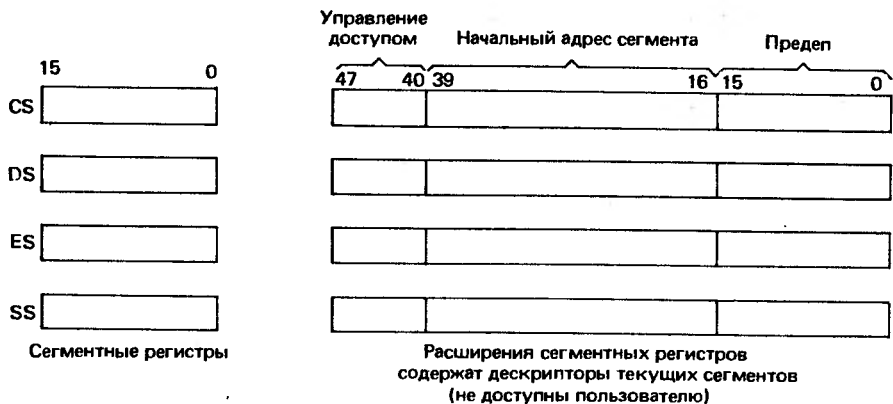 Управление
доступом
Начальный адрес сегмента
Предеп
15 0
47 40 39 16 15 0
CS
DS
ES
SS
Сегментные регистры
Расширения сегментных регистров
содержат дескрипторы текущих сегментов
(не доступны пользователю)